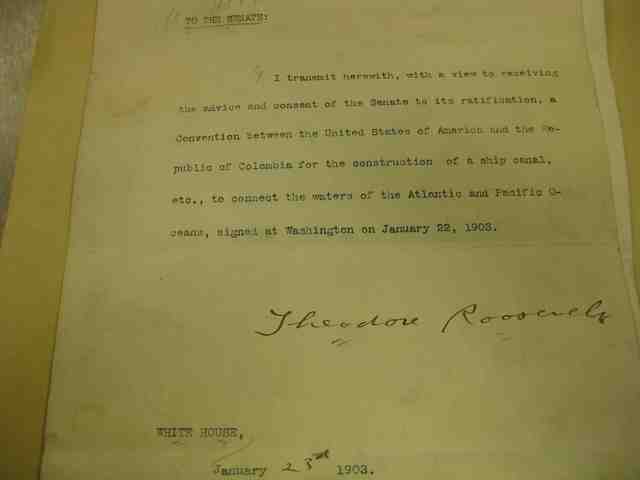 TO THE SENATE:
I transmit herewith, with a view to receiving
the advice and consent of the Senate to its ratification, a
Convention between the United States of America and the Re-
public of Colombia for the construction of a ship canal,
etc., to connect the waters of the Atlantic and Pacific O-
ceans, signed at Washington on January 22, 1903.
Theodore Roosevelt
WHITE HOUSE,
January 23rd 1903.